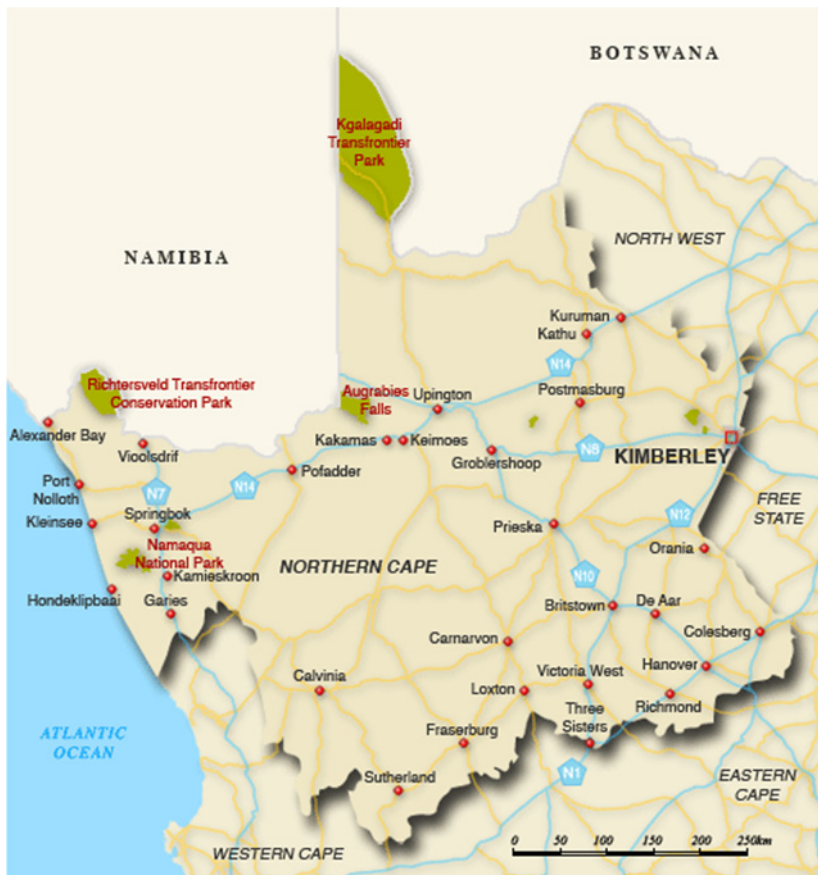 BOTSWANA
Kgalagadi
Transfrontier
Park
NORTH WEST
NAMIBIA
Kuruman
Kathu
N14
Richtersveld Transfrontier
Conservation Park
Augrabies
Falls
Upington
Postmasburg
Alexander Bay
Vioolsdrif
Kakamas
Keimoes
Groblershoop
N8
KIMBERLEY
Pofadder
Port
Nolloth
N7
N14
FREE
STATE
Kleinsee
Springbok
Prieska
N12
Namaqua
National Park
Orania
Kamieskroon
NORTHERN CAPE
N10
Hondeklipbaai
Garies
Britstown
De Aar
Colesberg
Carnarvon
Hanover
Calvinia
Loxton
Victoria West
Richmond
Three
Sisters
ATLANTIC
OCEAN
Fraserburg
Sutherland
N1
EASTERN
CAPE
WESTERN CAPE
0 50 100 150 200 250km